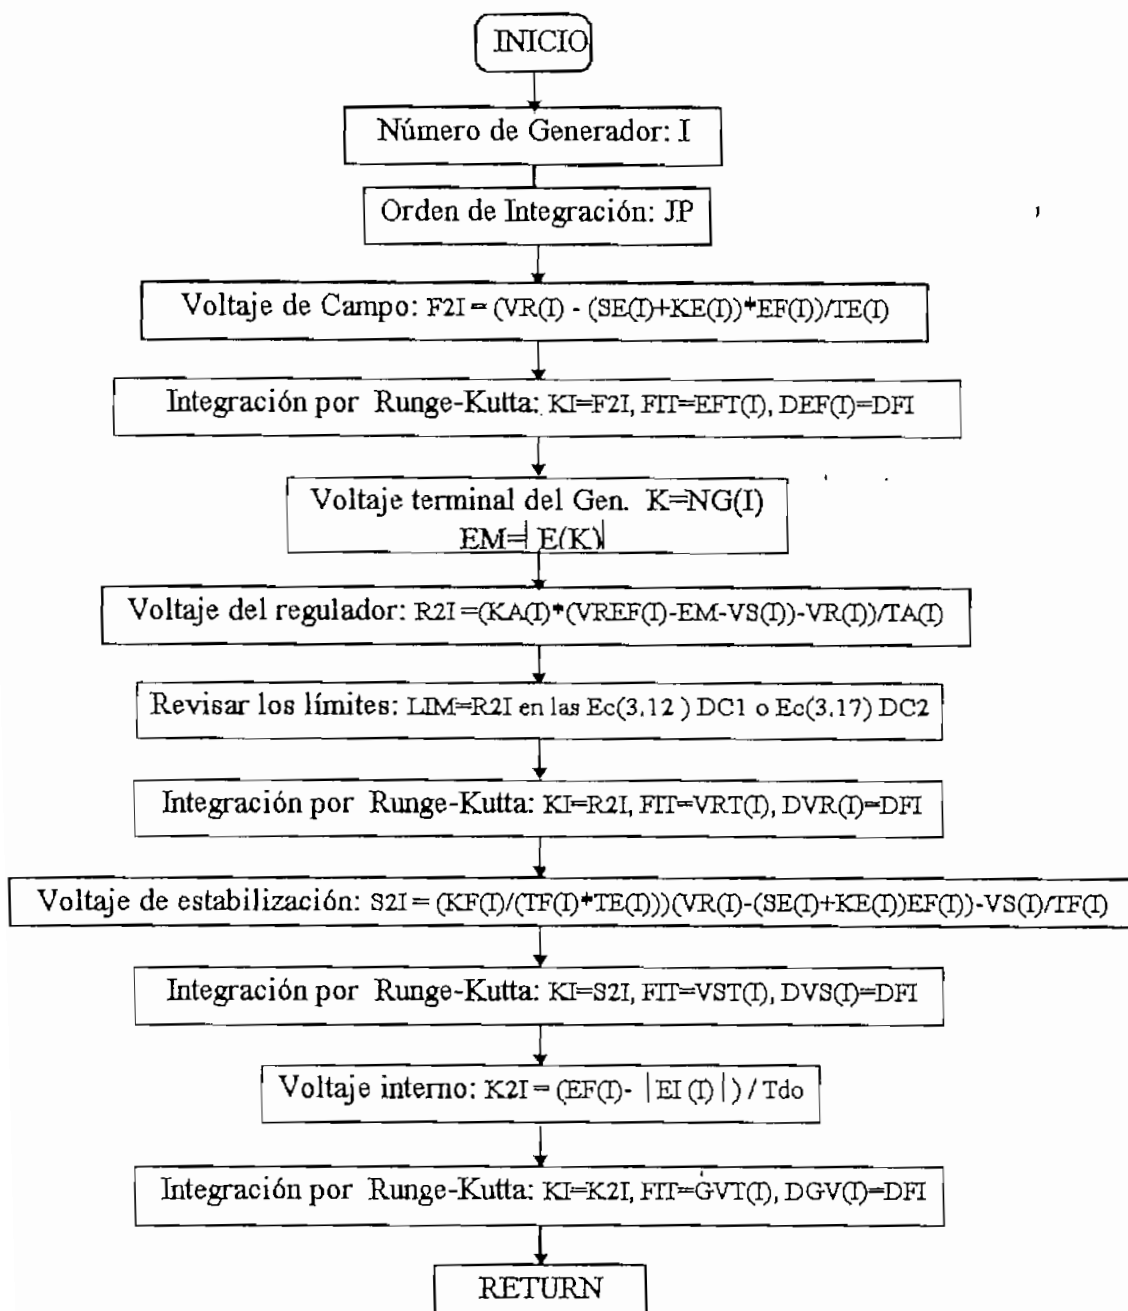 INICIO
Número de Generador: I
Orden de Integración: JP
Voltaje de Campo: F2I = (VR(I) - (SE(I)+KE(I))*EF(I))/TE(I)
Integración por Runge-Kutta: KI=F2I, FIT=EFT(I), DEF(I)=DFI
Voltaje terminal del Gen. K=NG(I)
EM=| E(K)|
Voltaje del regulador: R2I=(KA(I)*(VREF(I)-EM-VS(I))-VR(I))/TA(I)
Revisar los límites: LIM=R2I en las Ec(3.12 ) DC1 o Ec(3.17) DC2
Integración por Runge-Kutta: KI=R2I, FIT=VRT(I), DVR(I)=DFI
Voltaje de estabilización: S2I = (KF(I)/(TF(I)*TE(I)))(VR(I)-(SE(I)+KE(I))EF(I))-VS(I)/TF(I)
Integración por Runge-Kutta: KI=S2I, FIT=VST(I), DVS(I)=DFI
Voltaje interno: K2I = (EF(I)- |EI (I)|) / Tdo
Integración por Runge-Kutta: KI=K2I, FIT=GVT(I), DGV(I)=DFI
RETURN